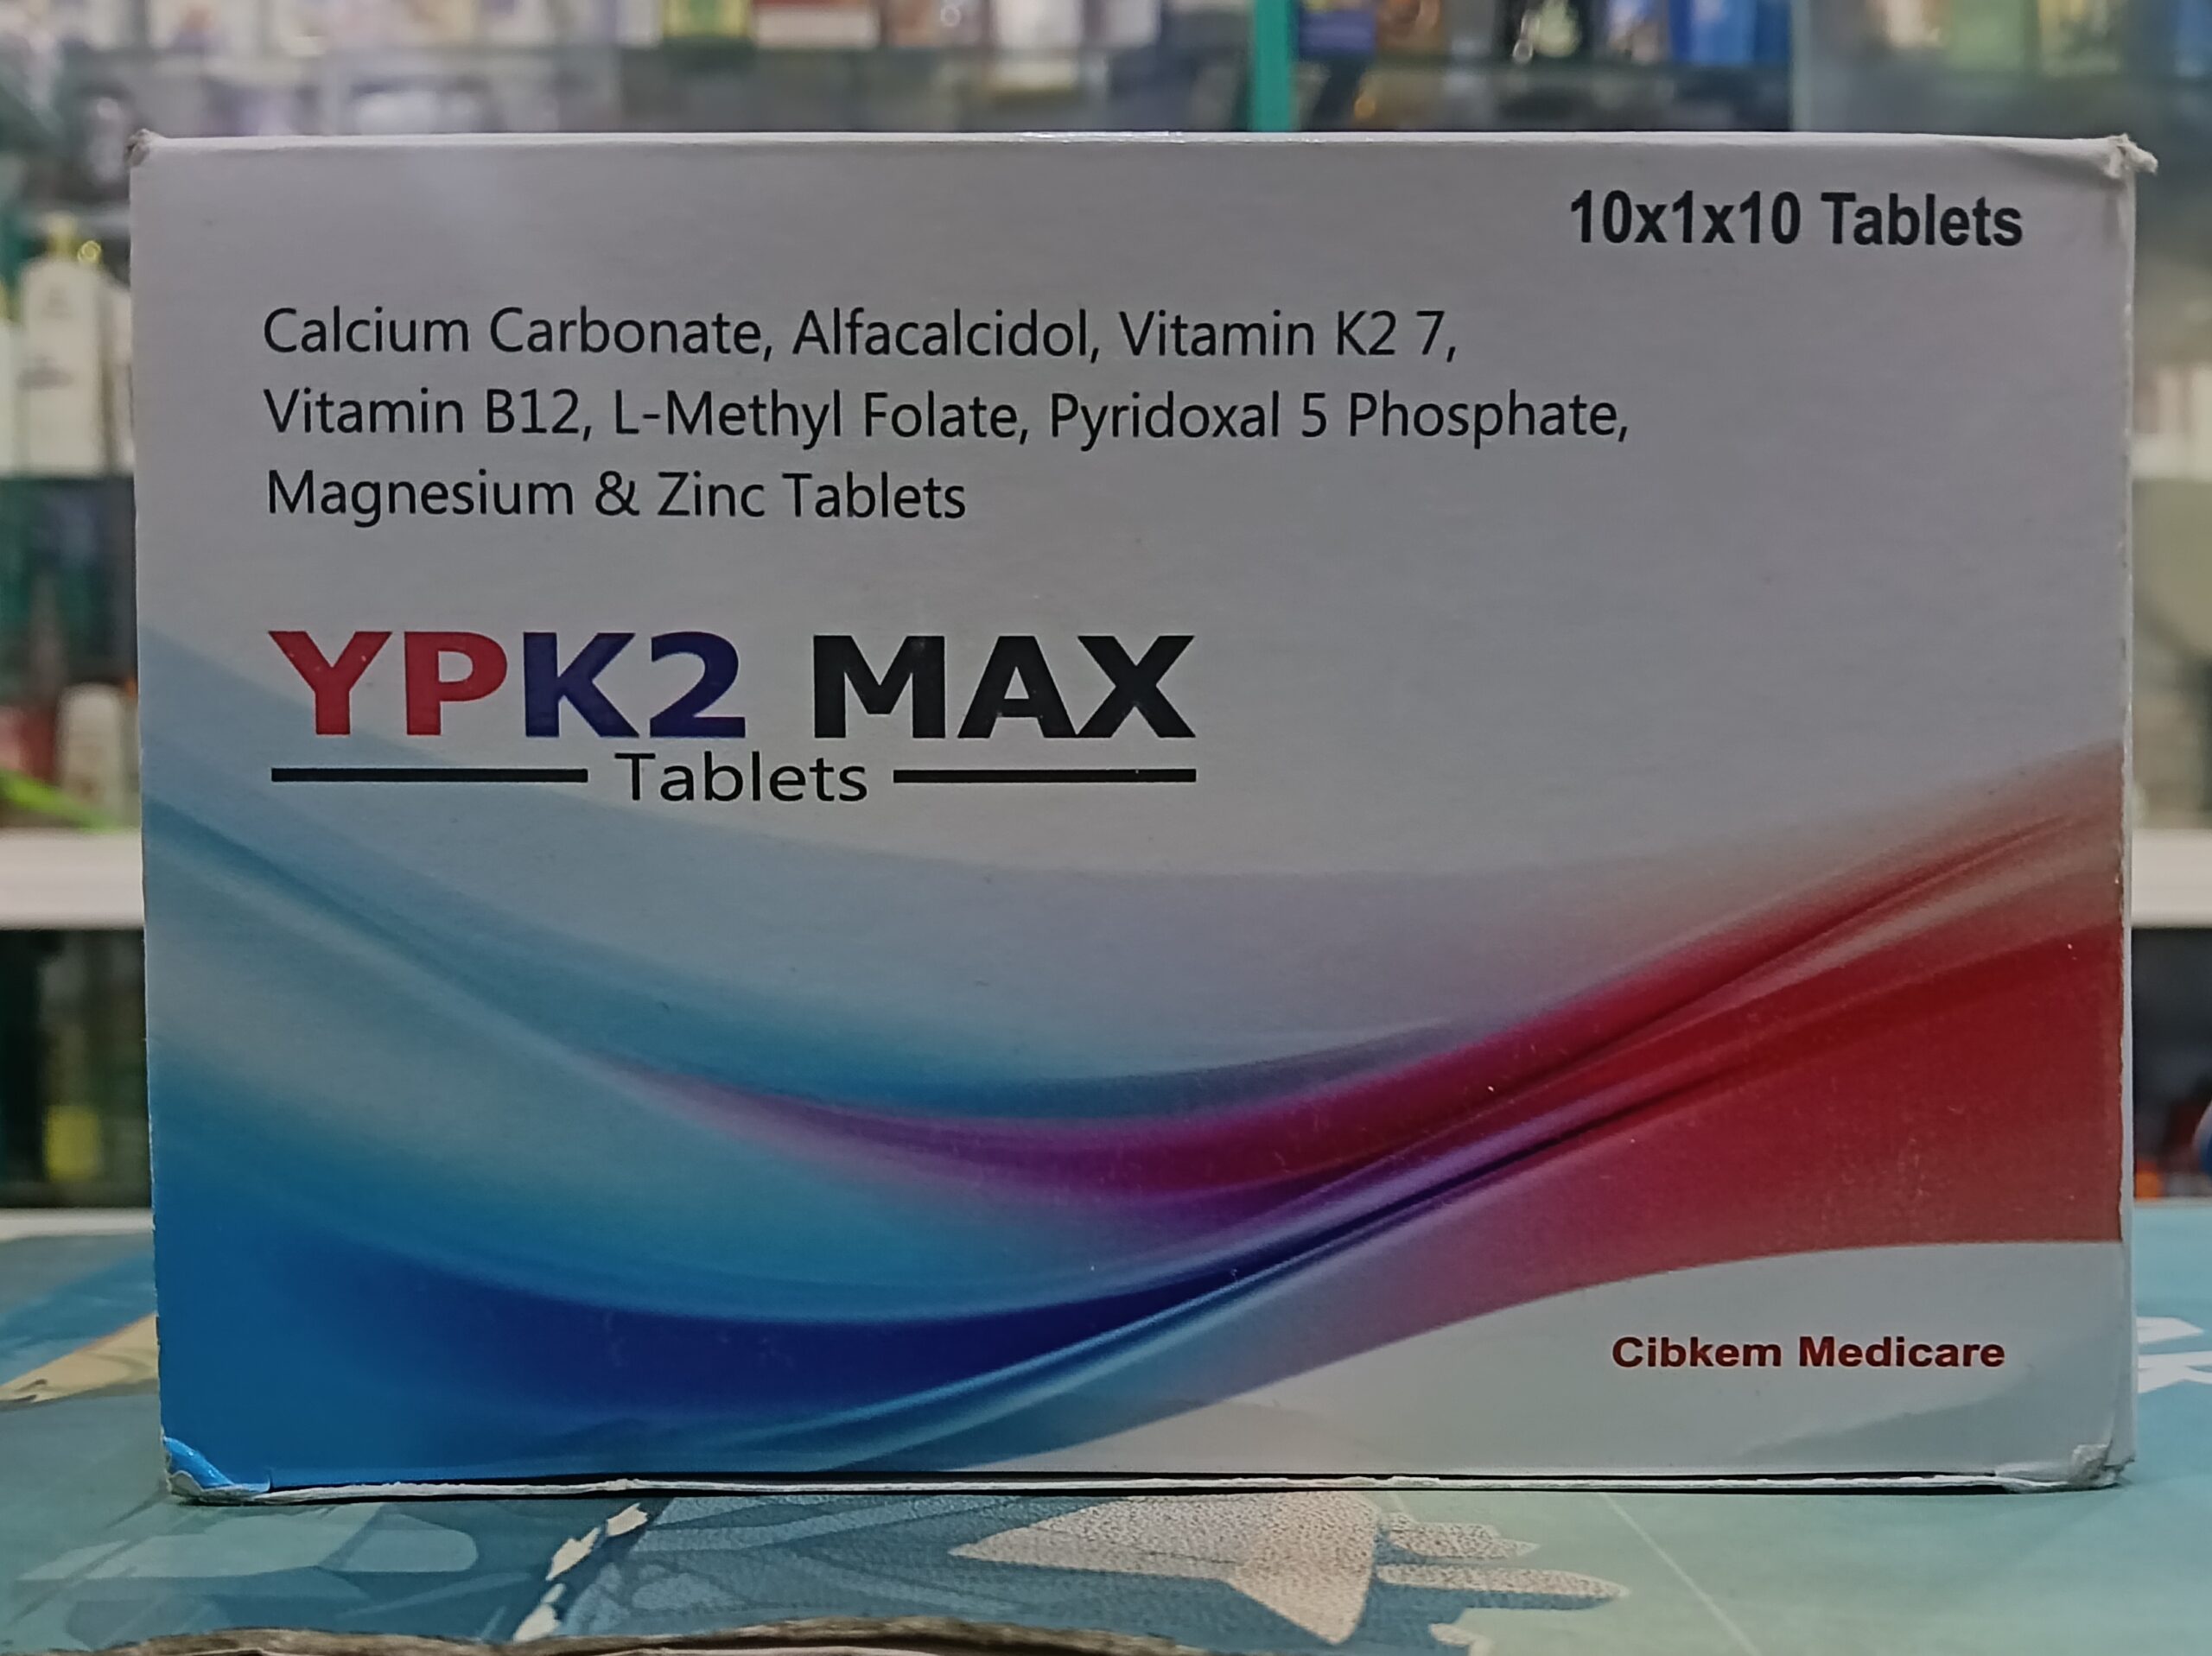 10x1x10 Tablets
Calcium Carbonate, Alfacalcidol, Vitamin K2 7,
Vitamin B12, L-Methyl Folate, Pyridoxal 5 Phosphate,
Magnesium & Zinc Tablets
YPK2 MAX
Tablets
Cibkem Medicare